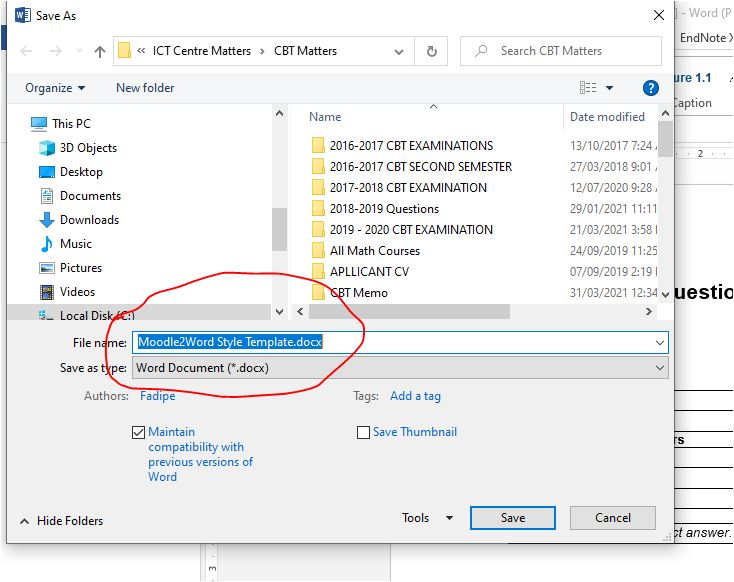 Save As
] - Word (P
EndNote X
« ICT Centre Matters > CBT Matters
Search CBT Matters
ure 1.1
Caption
Organize
New folder
?
Name
Date modified
This PC
3D Objects
Desktop
Documents
Downloads
Music
Pictures
Videos
Local Disk (C:)
2016-2017 CBT EXAMINATIONS 13/10/2017 7:24
2016-2017 CBT SECOND SEMESTER 27/03/2018 9:01
2017-2018 CBT EXAMINATION 12/07/2020 9:28
2018-2019 Questions 29/01/2021 11:11
2019 - 2020 CBT EXAMINATION 21/03/2021 3:58
All Math Courses 24/09/2019 11:25
APLLICANT CV 07/09/2019 2:19
CBT Memo 31/03/2021 12:34
2
uestio
File name: Moodle2Word Style Template.docx
Save as type: Word Document (*.docx)
Authors: Fadipe
Tags: Add a tag
Maintain
compatibility with
previous versions of
Word
Save Thumbnail
rs
Hide Folders
Tools
Save
Cancel
ct answer.
3